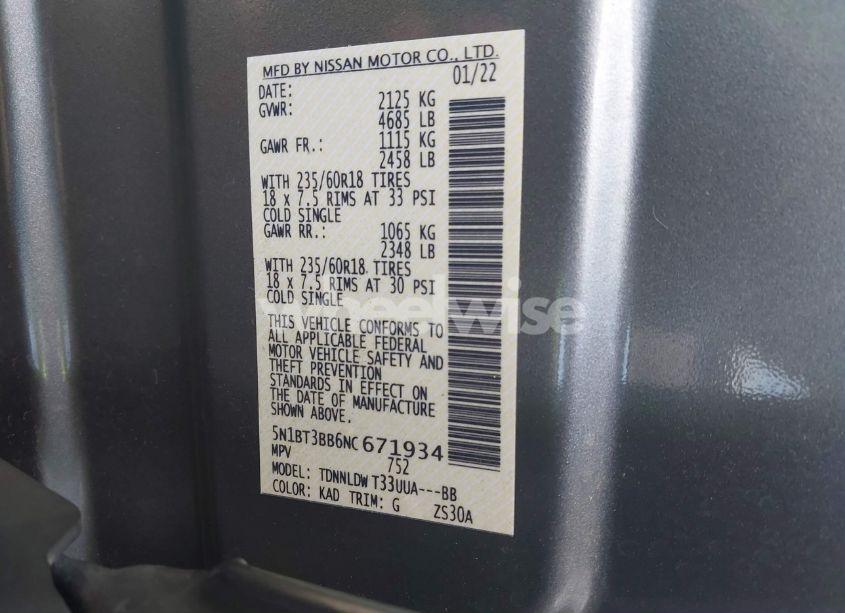 MFD BY NISSAN MOTOR CO., LTD.
DATE: 01/22
GVWR: 2125 KG
4685 LB
GAWR FR.: 1115 KG
2458 LB
WITH 235/60R18 TIRES
18 x 7.5 RIMS AT 33 PSI
COLD SINGLE
GAWR RR.: 1065 KG
2348 LB
WITH 235/60R18 TIRES
18 x 7.5 RIMS AT 30 PSI
COLD SINGLE
wheelwise
THIS VEHICLE CONFORMS TO
ALL APPLICABLE FEDERAL
MOTOR VEHICLE SAFETY AND
THEFT PREVENTION
STANDARDS IN EFFECT ON
THE DATE OF MANUFACTURE
SHOWN ABOVE.
5N1BT3BB6NC671934
MPV 752
MODEL: TDNNLDW T33UUA---BB
COLOR: KAD TRIM: G ZS30A